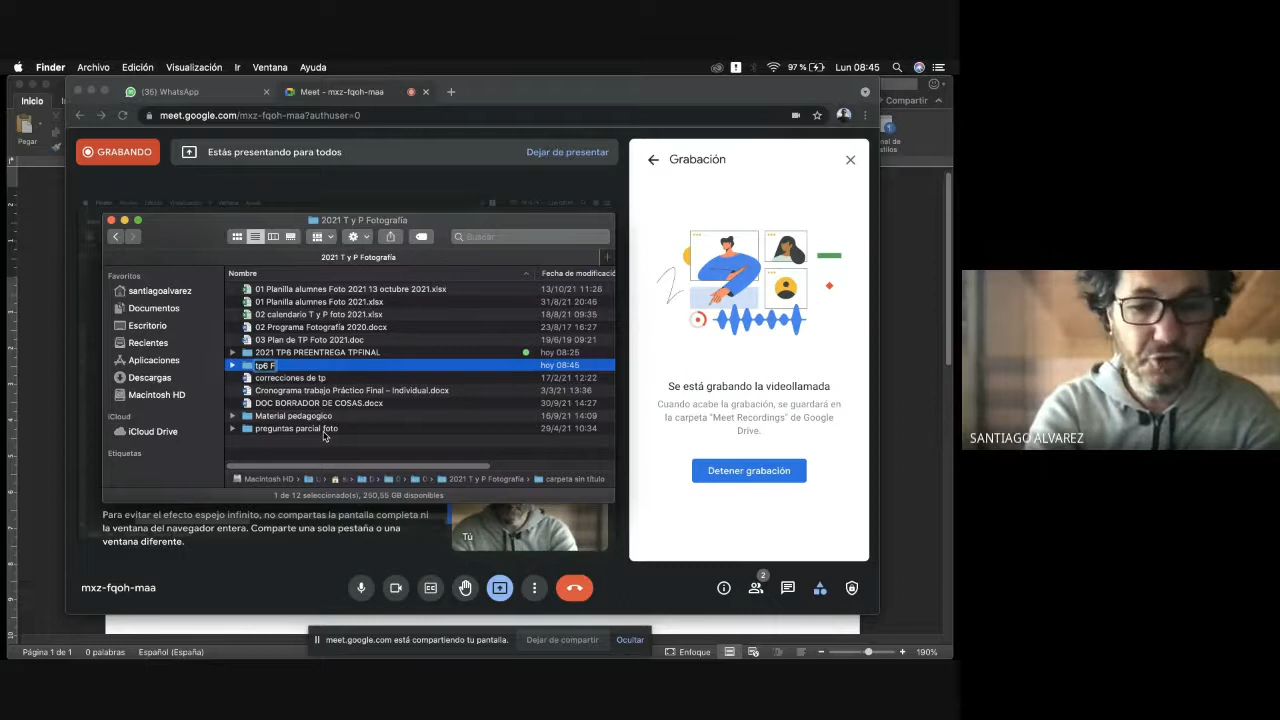 Finder Archivo Edición Visualización Ir Ventana Ayuda 97 % Lun 08:45
(35) WhatsApp Meet - mxz-fqoh-maa
Inicio Compartir
meet.google.com/mxz-fqoh-maa?authuser=0
Pegar
GRABANDO Estás presentando para todos Dejar de presentar
Grabación
2021 T y P Fotografía
Buscar
2021 T y P Fotografía
Favoritos
santiagoalvarez
Documentos
Escritorio
Recientes
Aplicaciones
Descargas
Macintosh HD
iCloud
iCloud Drive
Etiquetas
Nombre Fecha de modificació
01 Planilla alumnes Foto 2021 13 octubre 2021.xlsx 13/10/21 11:28
01 Planilla alumnes Foto 2021.xlsx 31/8/21 20:46
02 calendario T y P foto 2021.xlsx 18/8/21 09:35
02 Programa Fotografía 2020.docx 23/8/17 16:27
03 Plan de TP Foto 2021.doc 19/6/19 09:21
2021 TP6 PREENTREGA TPFINAL hoy 08:25
tp6 F hoy 08:45
correcciones de tp 17/2/21 12:22
Cronograma trabajo Práctico Final – Individual.docx 3/3/21 13:36
DOC BORRADOR DE COSAS.docx 30/9/21 14:27
Material pedagogico 16/9/21 14:09
preguntas parcial foto 29/4/21 10:34
Macintosh HD 2021 T y P Fotografía carpeta sin título
1 de 12 seleccionado(s), 250,55 GB disponibles
Para evitar el efecto espejo infinito, no compartas la pantalla completa ni
la ventana del navegador entera. Comparte una sola pestaña o una
ventana diferente.
Tú
Se está grabando la videollamada
Cuando acabe la grabación, se guardará en
la carpeta "Meet Recordings" de Google
Drive.
Detener grabación
SANTIAGO ALVAREZ
mxz-fqoh-maa
2
meet.google.com está compartiendo tu pantalla. Dejar de compartir Ocultar
Página 1 de 1 0 palabras Español (España) Enfoque 190%